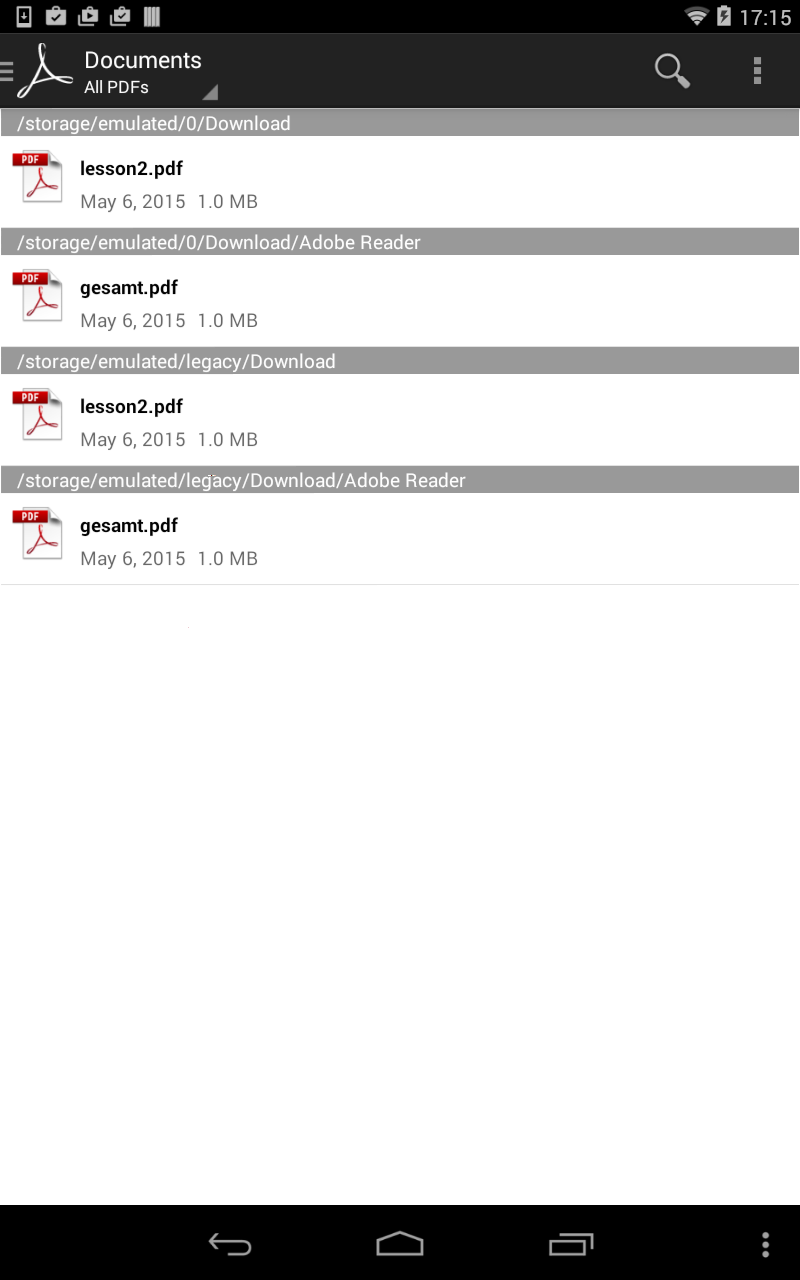 17:15
Documents
All PDFs
/storage/emulated/0/Download
PDF
lesson2.pdf
May 6, 2015 1.0 MB
/storage/emulated/0/Download/Adobe Reader
PDF
gesamt.pdf
May 6, 2015 1.0 MB
/storage/emulated/legacy/Download
PDF
lesson2.pdf
May 6, 2015 1.0 MB
/storage/emulated/legacy/Download/Adobe Reader
PDF
gesamt.pdf
May 6, 2015 1.0 MB